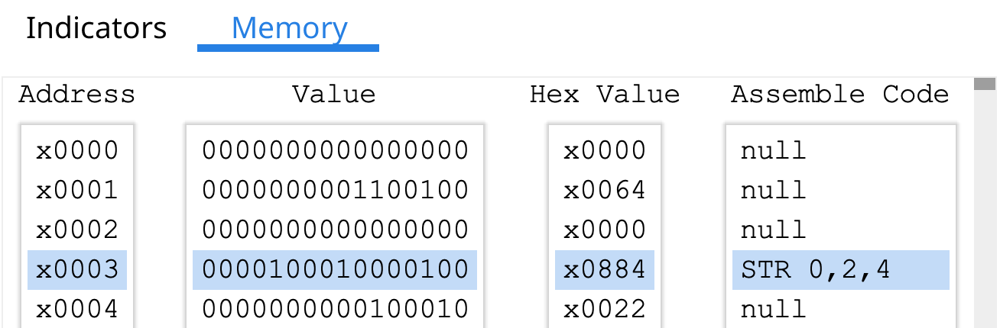 Indicators Memory
Address Value Hex Value Assemble Code
x0000 0000000000000000 x0000 null
x0001 0000000001100100 x0064 null
x0002 0000000000000000 x0000 null
x0003 0000100010000100 x0884 STR 0,2,4
x0004 0000000000100010 x0022 null